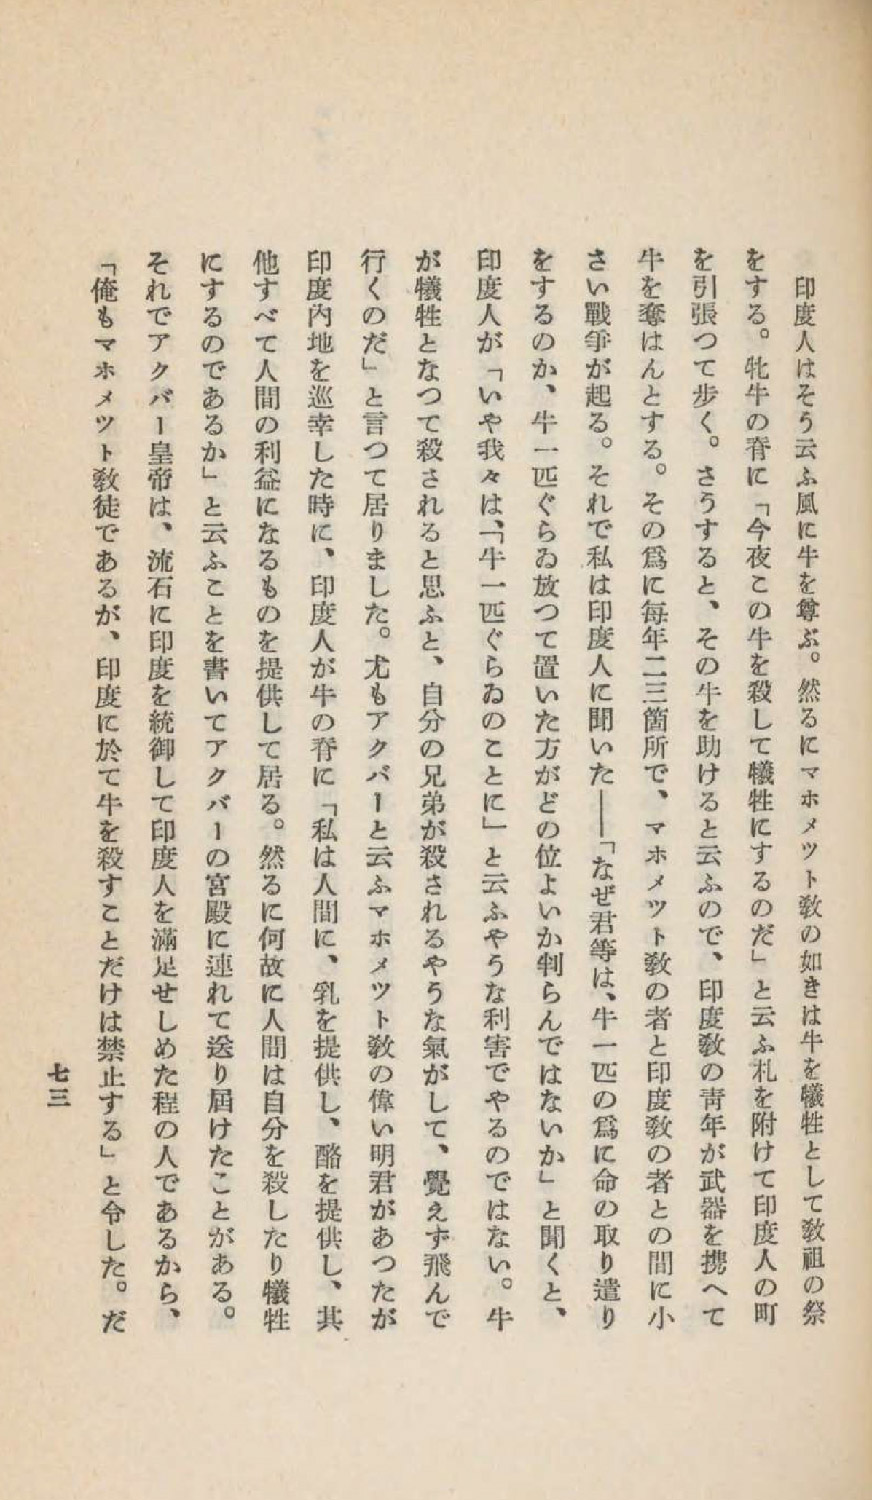 印度人はそう云ふ風に牛を尊ぶ。然るにマホメツト敎の如きは牛を犧牲として敎祖の祭
をする。牝牛の脊に「今夜この牛を殺して犧牲にするのだ」と云ふ札を附けて印度人の町
を引張つて步く。さうすると、その牛を助けると云ふので、印度敎の靑年が武器を携へて
牛を奪はんとする。その爲に每年二三箇所で、マホメツト敎の者と印度敎の者との間に小
さい戰爭が起る。それで私は印度人に聞いた――「なぜ君等は、牛一匹の爲に命の取り遣り
をするのか、牛一匹ぐらゐ放つて置いた方がどの位よいか判らんではないか」と聞くと、
印度人が「いや我々は、「牛一匹ぐらゐのことに」と云ふやうな利害でやるのではない。牛
が犧牲となつて殺されると思ふと、自分の兄弟が殺されるやうな氣がして、覺えず飛んで
行くのだ」と言つて居りました。尤もアクバーと云ふマホメツト敎の偉い明君があつたが
印度內地を巡幸した時に、印度人が牛の脊に「私は人間に、乳を提供し、酪を提供し、其
他すべて人間の利益になるものを提供して居る。然るに何故に人間は自分を殺したり犧牲
にするのであるか」と云ふことを書いてアクバーの宮殿に連れて送り屆けたことがある。
それでアクバー皇帝は、流石に印度を統御して印度人を滿足せしめた程の人であるから、
「俺もマホメツト敎徒であるが、印度に於て牛を殺すことだけは禁止する」と令した。だ
七三